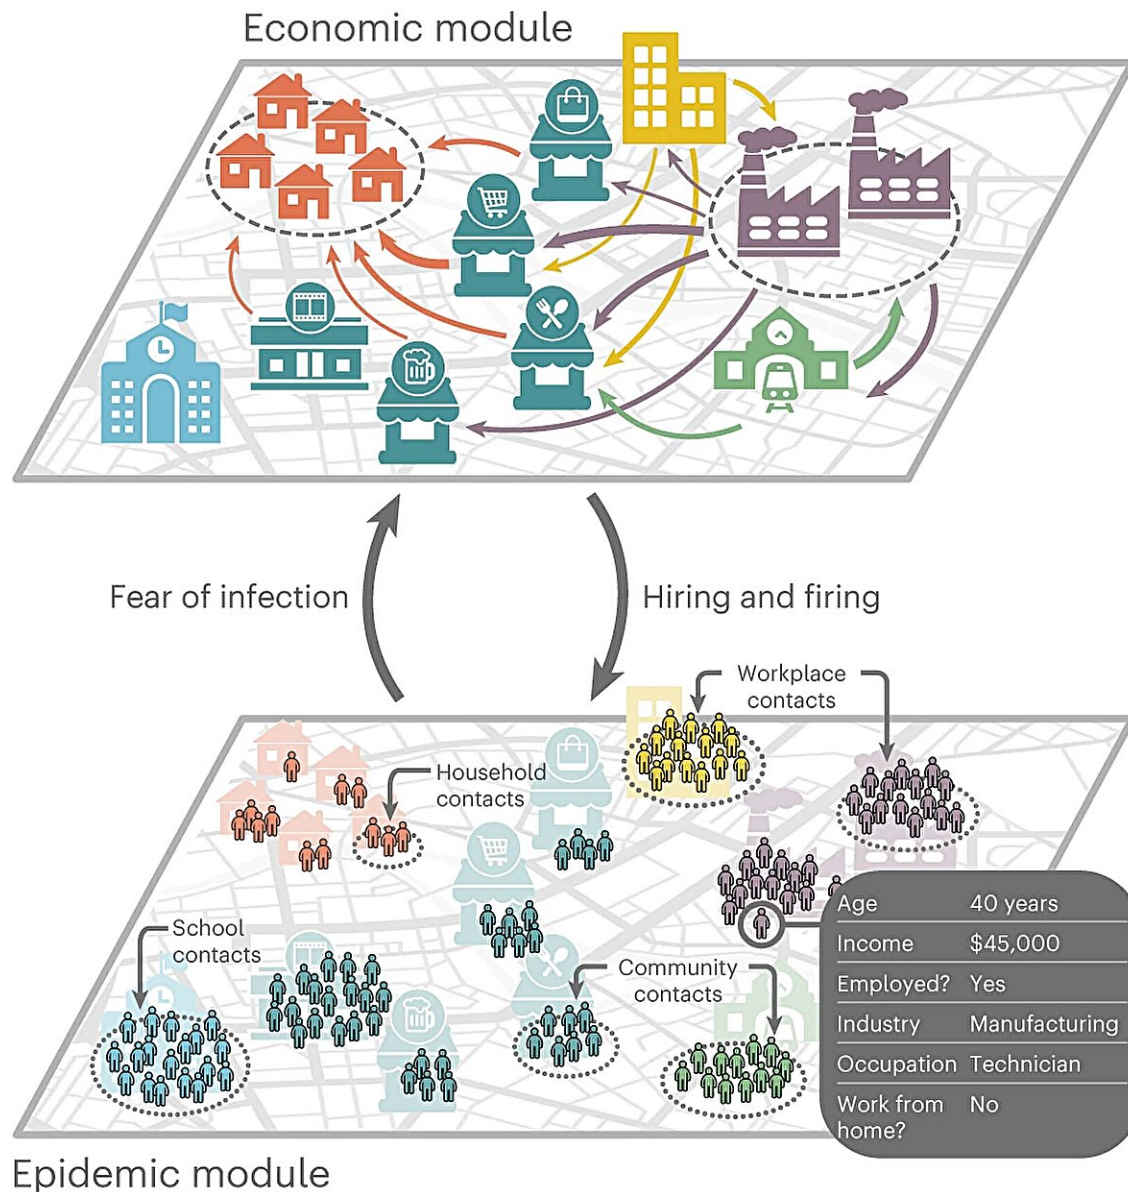 Economic module
Fear of infection
Hiring and firing
Workplace
contacts
Household
contacts
School
contacts
Community
contacts
Age 40 years
Income $45,000
Employed? Yes
Industry Manufacturing
Occupation Technician
Work from No
home?
Epidemic module